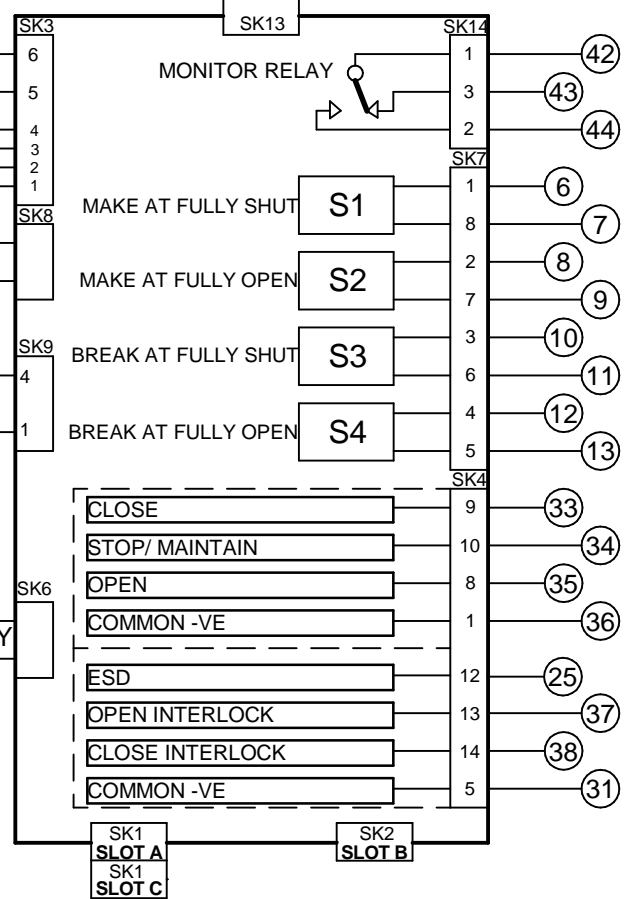 SK3
SK13
SK14
6
MONITOR RELAY
1
42
5
3
43
4
2
44
3
2
1
SK7
MAKE AT FULLY SHUT
S1
1
6
SK8
8
7
MAKE AT FULLY OPEN
S2
2
8
7
9
SK9
BREAK AT FULLY SHUT
S3
3
10
4
6
11
BREAK AT FULLY OPEN
S4
4
12
1
5
13
SK4
CLOSE
9
33
STOP/ MAINTAIN
10
34
SK6
OPEN
8
35
COMMON -VE
1
36
Y
ESD
12
25
OPEN INTERLOCK
13
37
CLOSE INTERLOCK
14
38
COMMON -VE
5
31
SK1
SLOT A
SK2
SLOT B
SK1
SLOT C